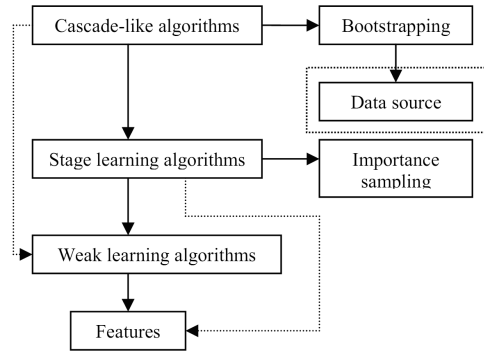 Cascade-like algorithms
Bootstrapping
Data source
Stage learning algorithms
Importance
sampling
Weak learning algorithms
Features